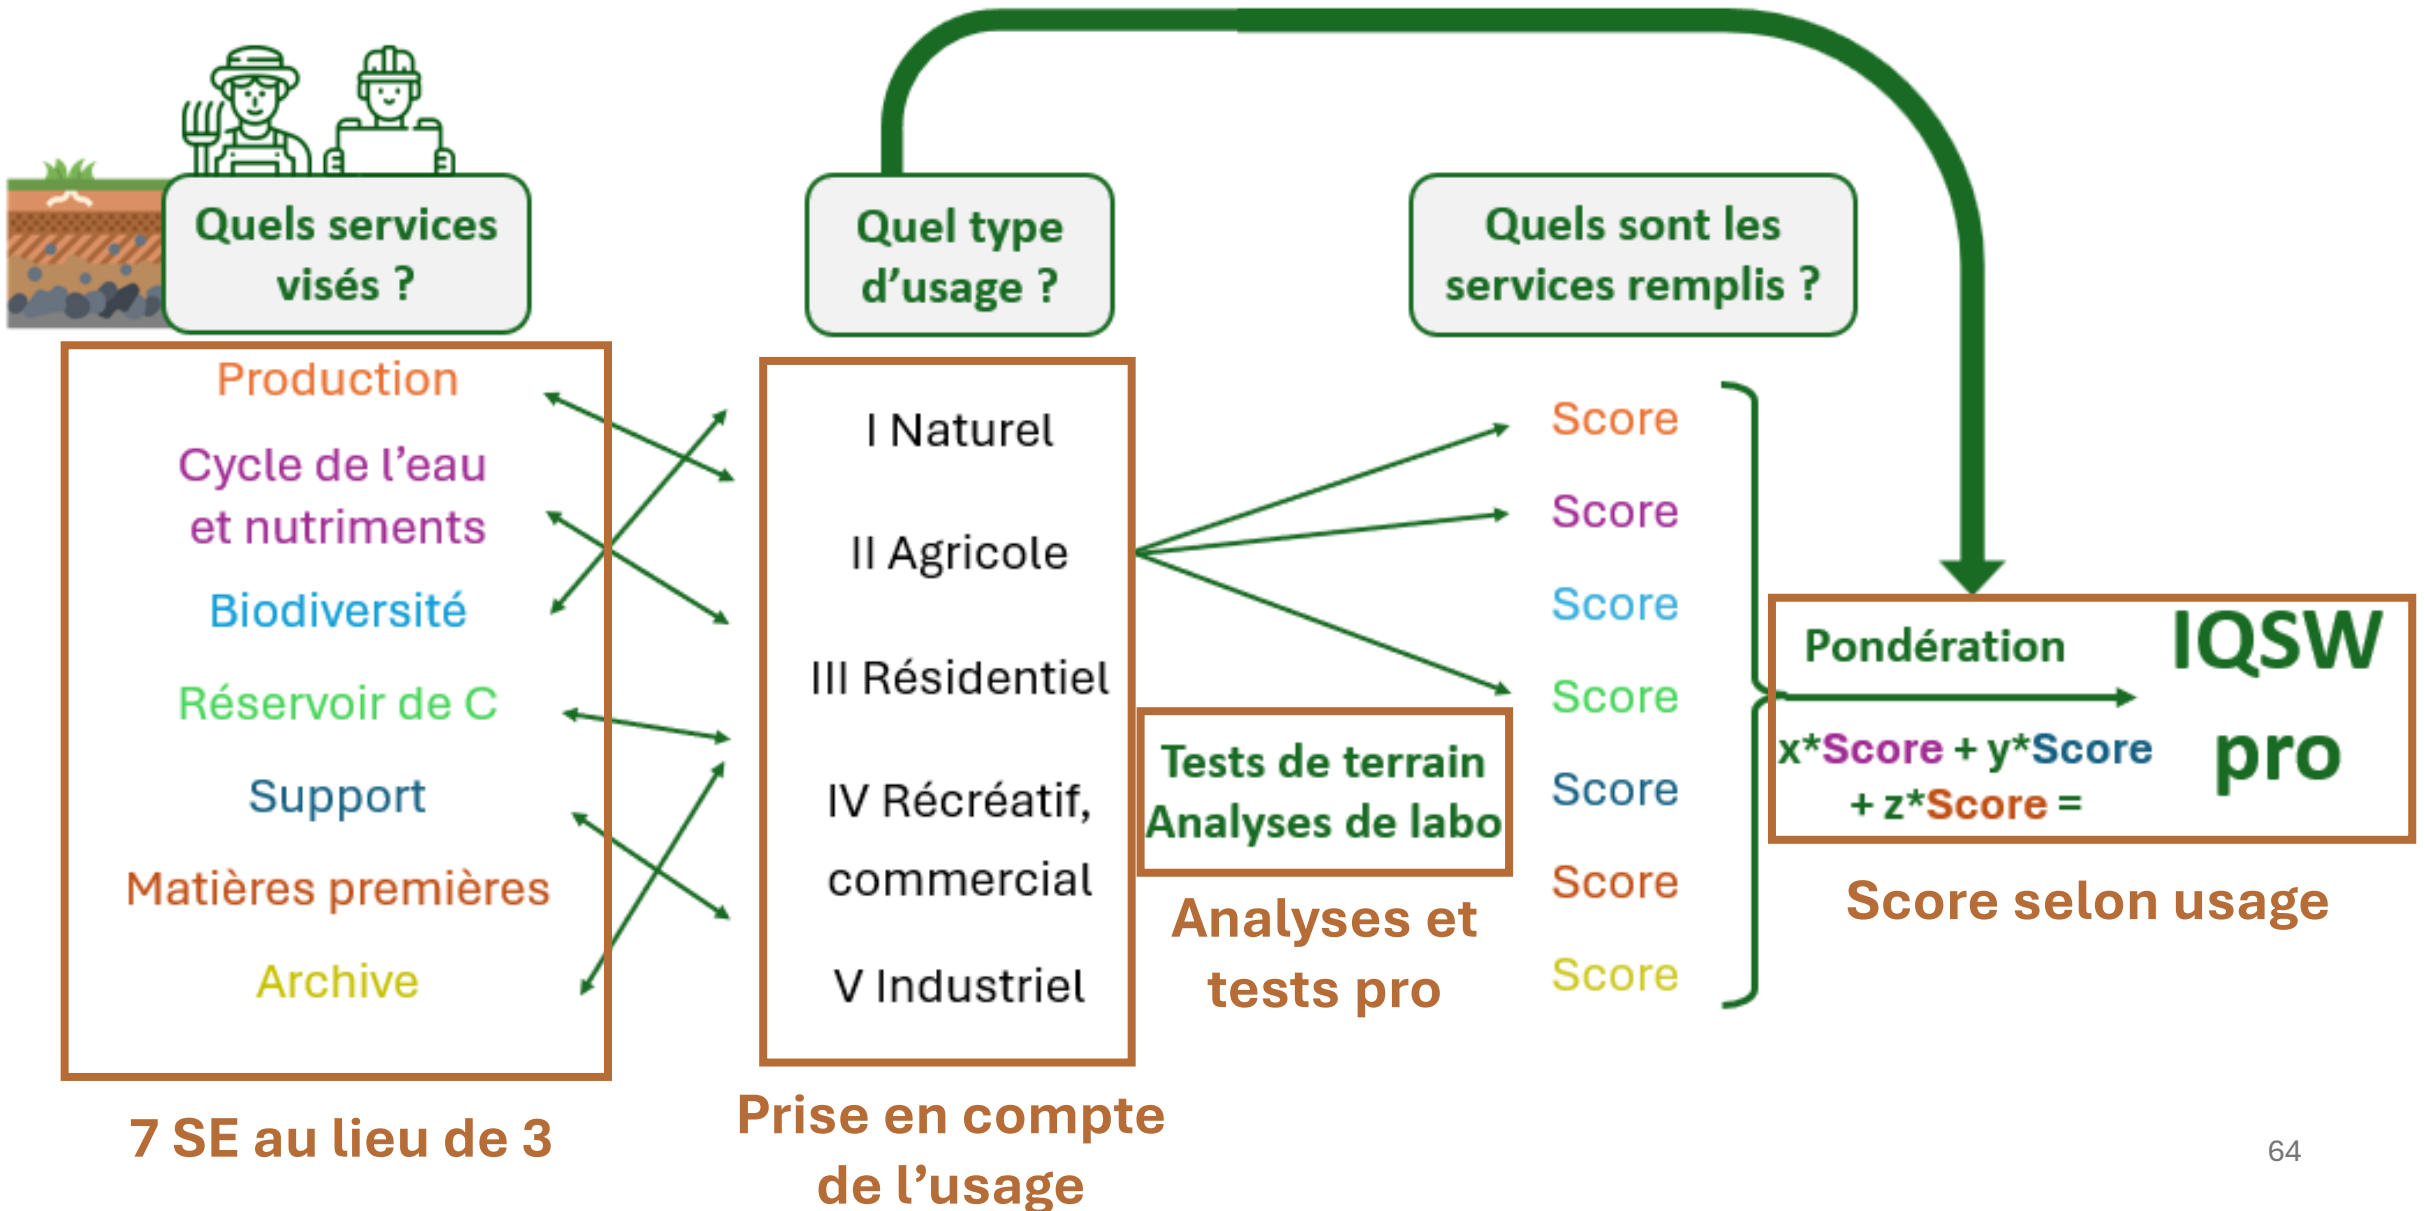 Quels services
visés ?
Production
Cycle de l’eau
et nutriments
Biodiversité
Réservoir de C
Support
Matières premières
Archive
7 SE au lieu de 3
Quel type
d’usage ?
I Naturel
II Agricole
III Résidentiel
IV Récréatif,
commercial
V Industriel
Prise en compte
de l’usage
Tests de terrain
Analyses de labo
Analyses et
tests pro
Quels sont les
services remplis ?
Score
Score
Score
Score
Score
Score
Score
Pondération
x*Score + y*Score
+ z*Score =
IQSW
pro
Score selon usage
64